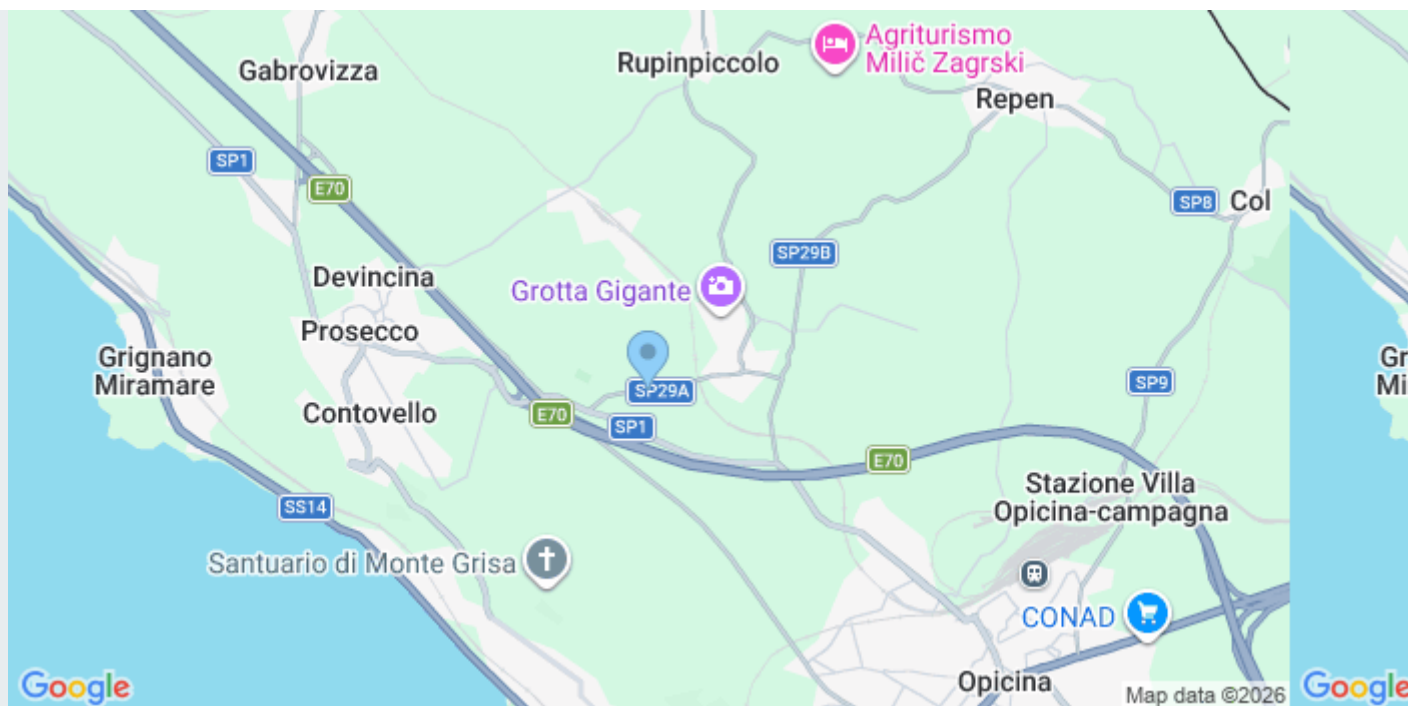 Agriturismo
Milič Zagrski
Rupinpiccolo
Gabrovizza
Repen
SP1
E70
SP8
Col
SP29B
Devincina
Grotta Gigante
Prosecco
Grignano
Miramare
Gr
Mi
SP29A
SP9
Contovello
E70
SP1
E70
Stazione Villa
Opicina-campagna
SS14
Santuario di Monte Grisa
CONAD
Opicina
Google
Map data ©2026
Google